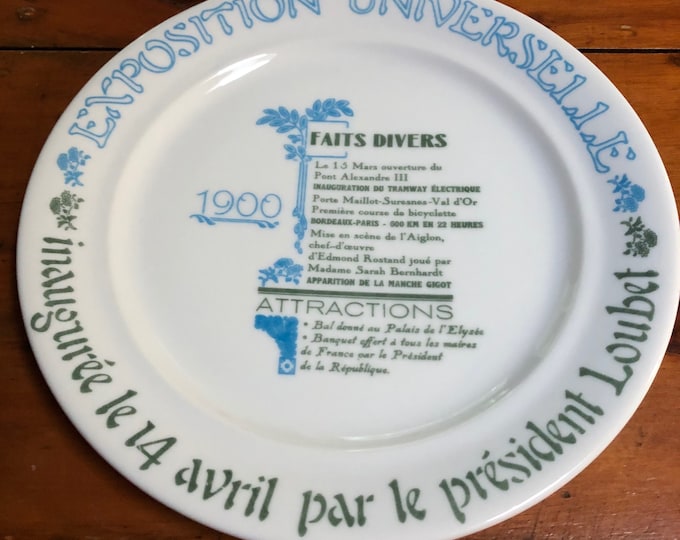 EXPOSITION UNIVERSELLE
1900
FAITS DIVERS
Le 15 Mars ouverture du
Pont Alexandre III
INAUGURATION DU TRAMWAY ÉLECTRIQUE
Porte Maillot-Suresnes-Val d'Or
Première course de bicyclette
BORDEAUX-PARIS - 600 KM EN 22 HEURES
Mise en scène de l'Aiglon,
chef-d'œuvre
d'Edmond Rostand joué par
Madame Sarah Bernhardt
APPARITION DE LA MANCHE GIGOT
ATTRACTIONS
• Bal donné au Palais de l'Elysée
• Banquet offert à tous les maires
de France par le Président
de la République.
inaugurée le 14 avril par le président Loubet